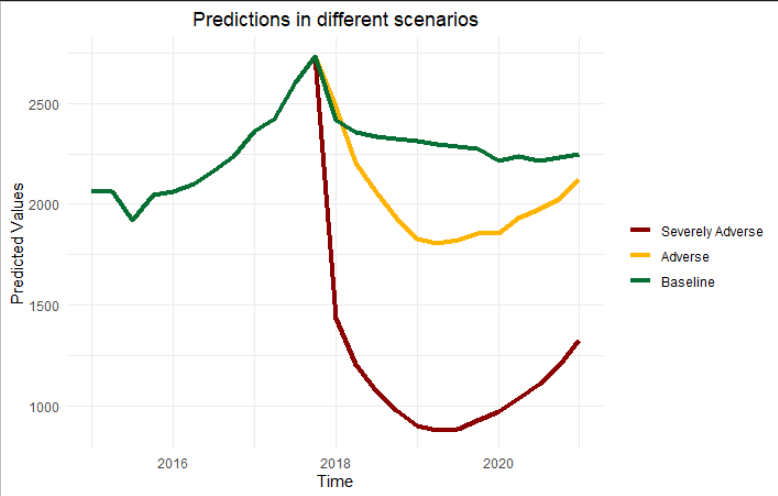 Predictions in different scenarios
Predicted Values
2500
2000
1500
1000
2016
2018
2020
Time
Severely Adverse
Adverse
Baseline